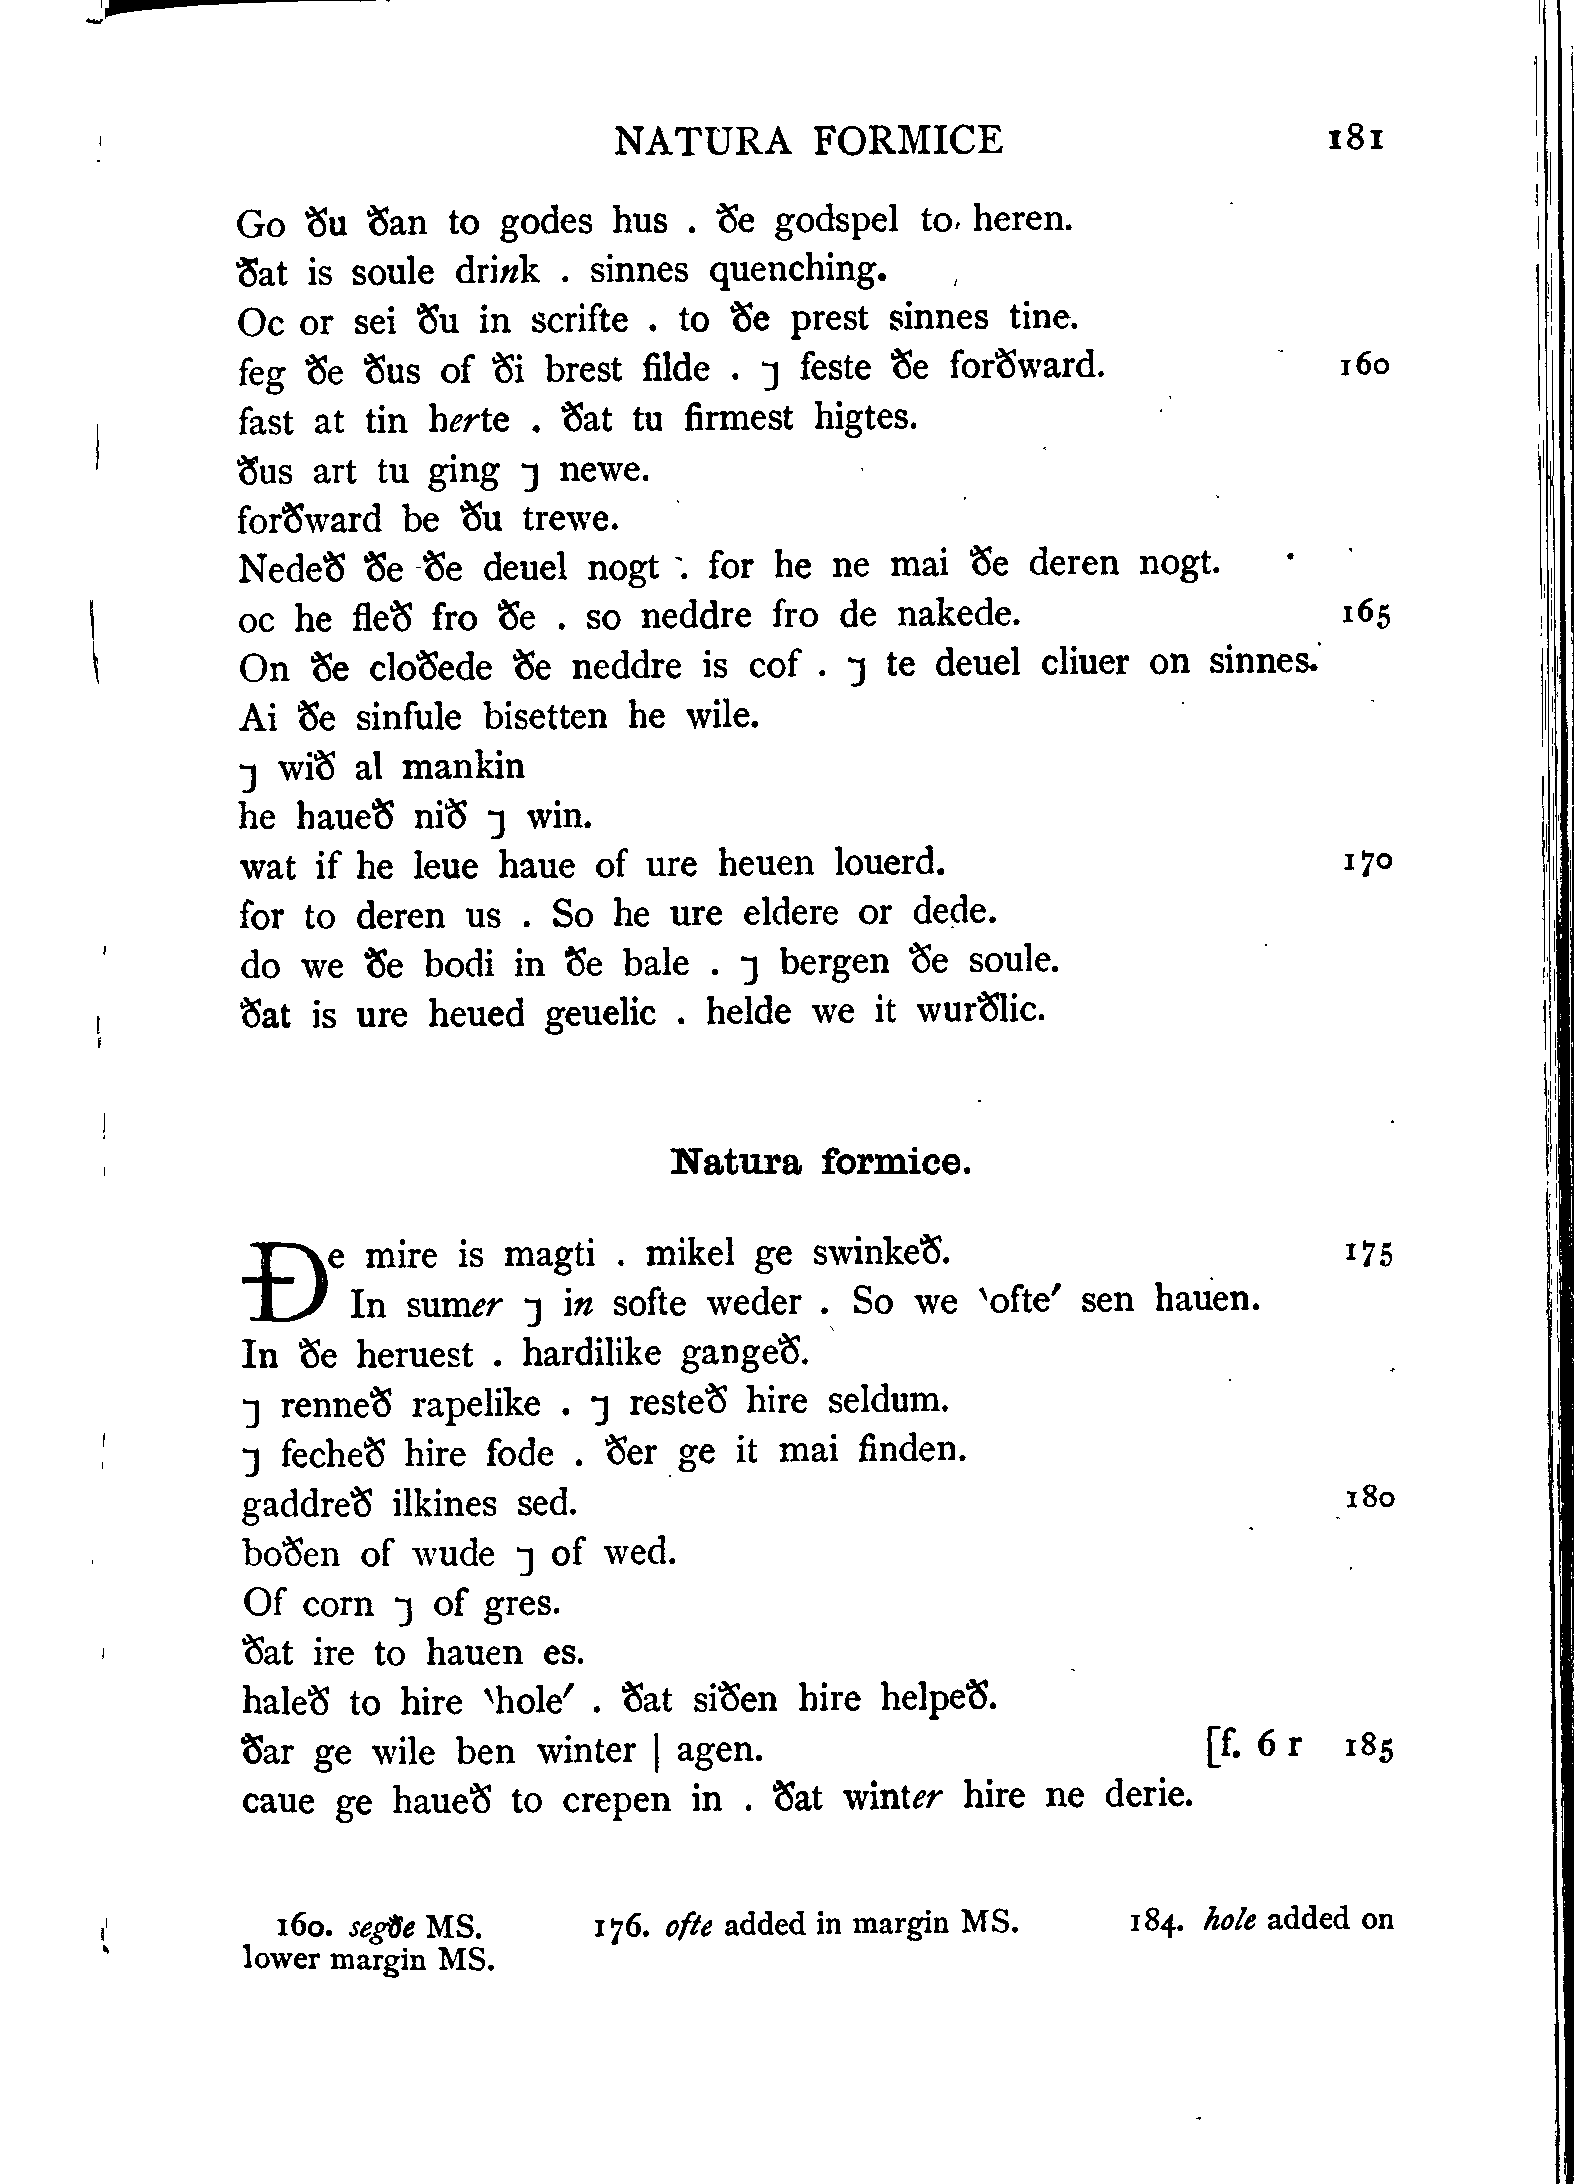 NATURA FORMICE 181
Go ðu ðan to godes hus . ðe godspel to heren.
ðat is soule drink . sinnes quenching.
Oc or sei ðu in scrifte . to ðe prest sinnes tine.
feg ðe ðus of ði brest filde . ⁊ feste ðe forðward. 160
fast at tin herte . ðat tu firmest higtes.
ðus art tu ging ⁊ newe.
forðward be ðu trewe.
Nedeð ðe ðe deuel nogt . for he ne mai ðe deren nogt.
oc he fleð fro ðe . so neddre fro de nakede. 165
On ðe cloðede ðe neddre is cof . ⁊ te deuel cliuer on sinnes.
Ai ðe sinfule bisetten he wile.
⁊ wið al mankin
he haueð nið ⁊ win.
wat if he leue haue of ure heuen louerd. 170
for to deren us . So he ure eldere or dede.
do we ðe bodi in ðe bale . ⁊ bergen ðe soule.
ðat is ure heued geuelic . helde we it wurðlic.
Natura formice.
Ðe mire is magti . mikel ge swinkeð. 175
In sumer ⁊ in softe weder . So we ‵ofte′ sen hauen.
In ðe heruest . hardilike gangeð.
⁊ renneð rapelike . ⁊ resteð hire seldum.
⁊ fecheð hire fode . ðer ge it mai finden.
gaddreð ilkines sed. 180
boðen of wude ⁊ of wed.
Of corn ⁊ of gres.
ðat ire to hauen es.
haleð to hire ‵hole′ . ðat siðen hire helpeð.
ðar ge wile ben winter | agen. [f. 6 r 185
caue ge haueð to crepen in . ðat winter hire ne derie.
160. segðe MS. 176. ofte added in margin MS. 184. hole added on
lower margin MS.